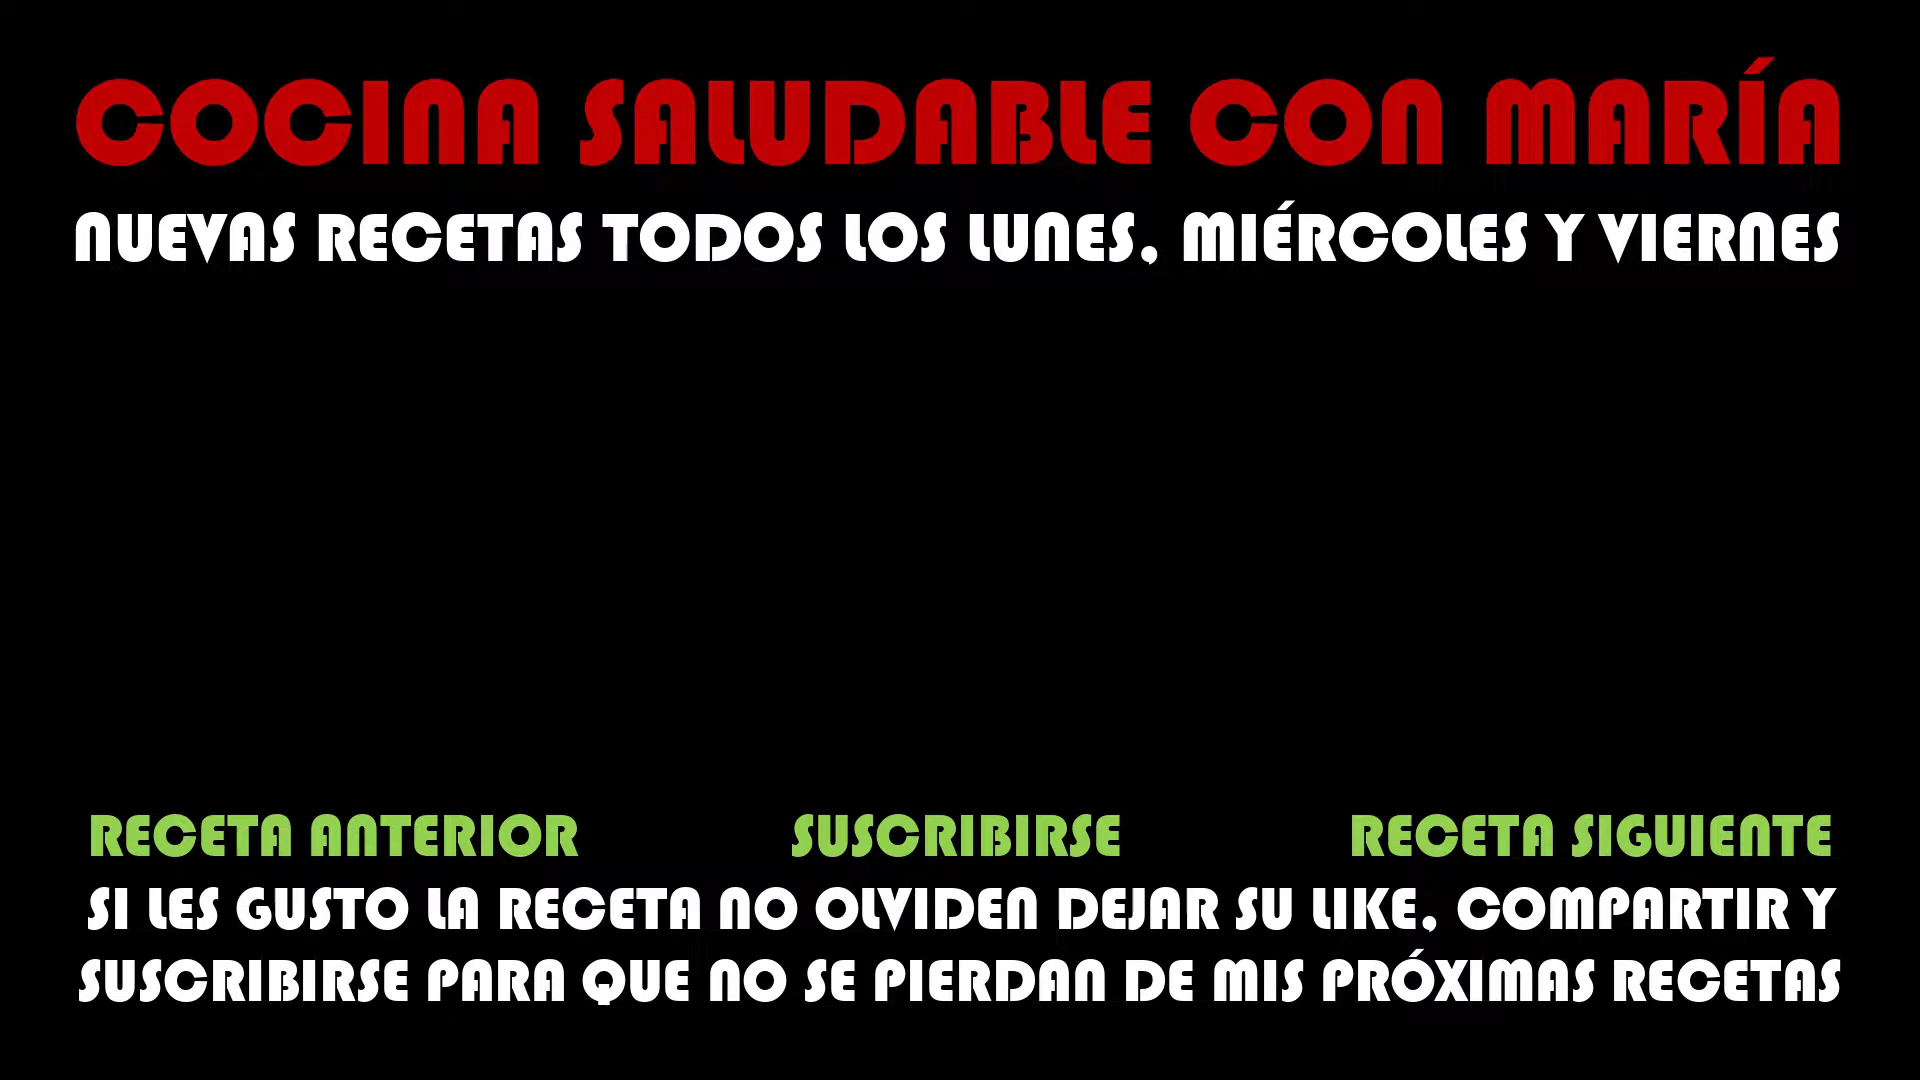 COCINA SALUDABLE CON MARÍA
NUEVAS RECETAS TODOS LOS LUNES, MIÉRCOLES Y VIERNES
RECETA ANTERIOR SUSCRIBIRSE RECETA SIGUIENTE
SI LES GUSTO LA RECETA NO OLVIDEN DEJAR SU LIKE, COMPARTIR Y
SUSCRIBIRSE PARA QUE NO SE PIERDAN DE MIS PRÓXIMAS RECETAS